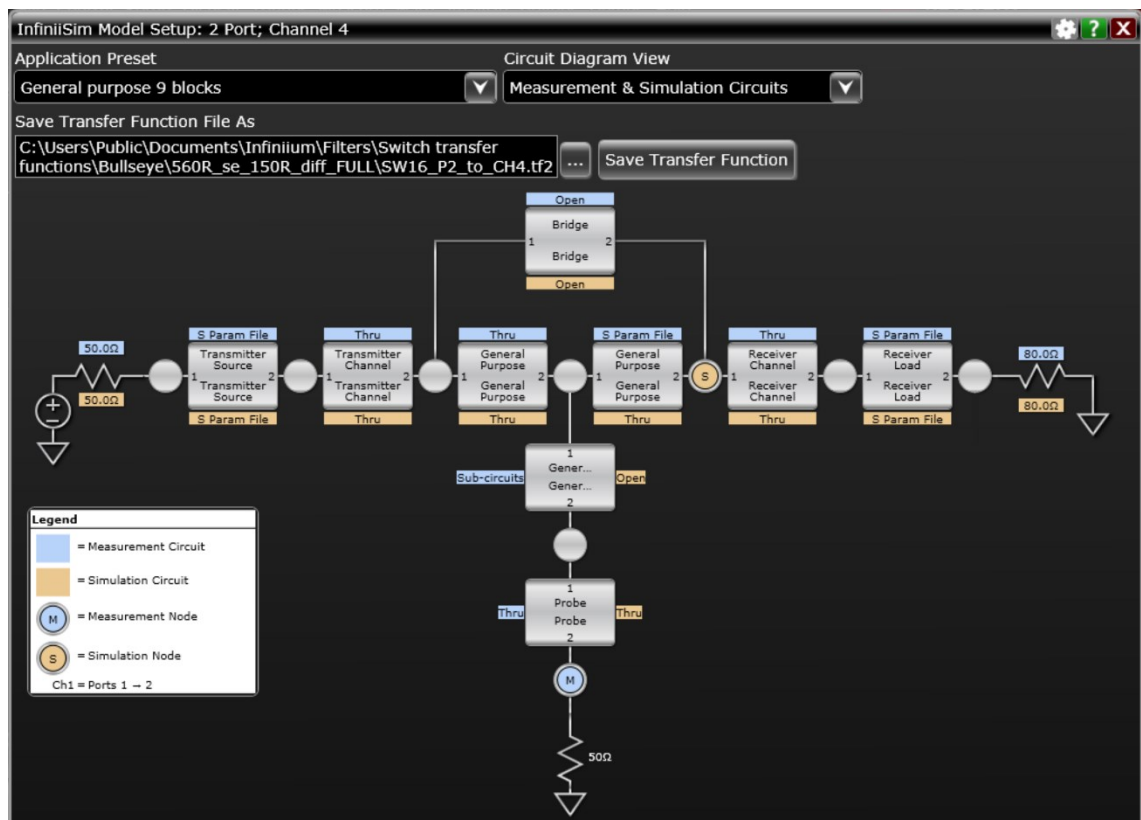 InfiniiSim Model Setup: 2 Port; Channel 4
?
X
Application Preset
Circuit Diagram View
General purpose 9 blocks
Measurement & Simulation Circuits
Save Transfer Function File As
C:\Users\Public\Documents\Infiniium\Filters\Switch transfer
functions\Bullseye\560R_se_150R_diff_FULL\SW16_P2_to_CH4.tf2
...
Save Transfer Function
Open
Bridge
1 2
Bridge
Open
50.0Ω
50.0Ω
S Param File
Transmitter
Source
1 2
Transmitter
Source
S Param File
Thru
Transmitter
Channel
1 2
Transmitter
Channel
Thru
Thru
General
Purpose
1 2
General
Purpose
Thru
S Param File
General
Purpose
1 2
General
Purpose
Thru
S
Thru
Receiver
Channel
1 2
Receiver
Channel
Thru
S Param File
Receiver
Load
1 2
Receiver
Load
S Param File
80.0Ω
80.0Ω
1
Sub-circuits
Gener...
Gener...
Open
2
1
Thru
Probe
Probe
Thru
2
M
50Ω
Legend
= Measurement Circuit
= Simulation Circuit
M = Measurement Node
S = Simulation Node
Ch1 = Ports 1 → 2